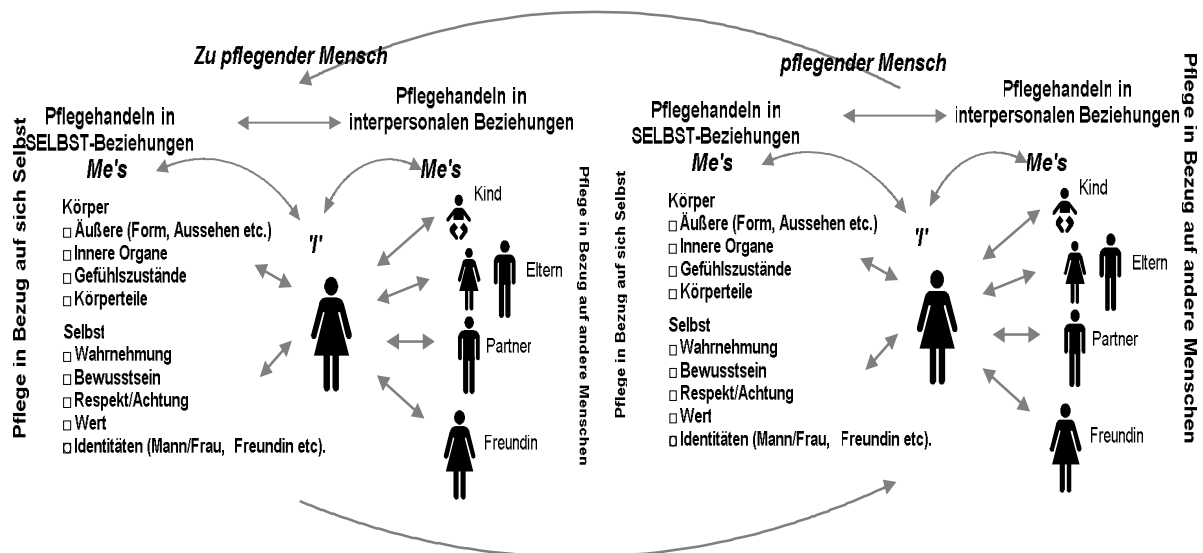 Zu pflegender Mensch
Pflegehandeln in
SELBST-Beziehungen
Me's
Pflegehandeln in
interpersonalen Beziehungen
Me's
Pflege in Bezug auf sich Selbst
Körper
□ Äußere (Form, Aussehen etc.)
□ Innere Organe
□ Gefühlszustände
□ Körperteile
Selbst
□ Wahrnehmung
□ Bewusstsein
□ Respekt/Achtung
□ Wert
□ Identitäten (Mann/Frau, Freundin etc).
'I'
Kind
Eltern
Partner
Freundin
Pflege in Bezug auf andere Menschen
pflegender Mensch
Pflegehandeln in
SELBST-Beziehungen
Me's
Pflegehandeln in
interpersonalen Beziehungen
Me's
Pflege in Bezug auf sich Selbst
Körper
□ Äußere (Form, Aussehen etc.)
□ Innere Organe
□ Gefühlszustände
□ Körperteile
Selbst
□ Wahrnehmung
□ Bewusstsein
□ Respekt/Achtung
□ Wert
□ Identitäten (Mann/Frau, Freundin etc).
'I'
Kind
Eltern
Partner
Freundin
Pflege in Bezug auf andere Menschen